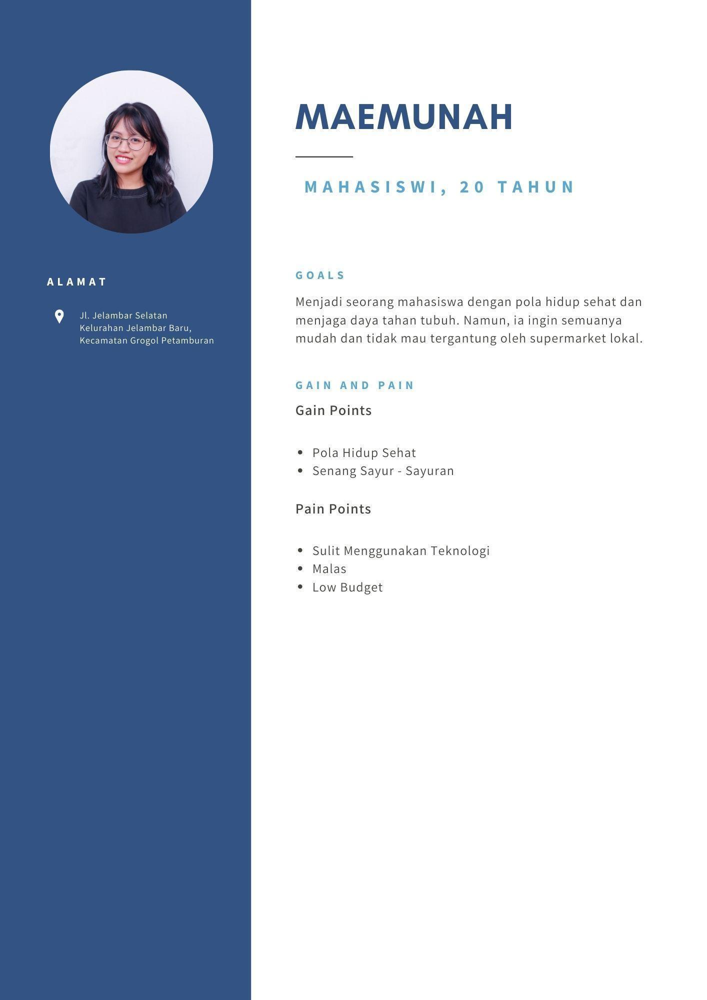 MAEMUNAH
MAHASISWI, 20 TAHUN
ALAMAT
Jl. Jelambar Selatan
Kelurahan Jelambar Baru,
Kecamatan Grogol Petamburan
GOALS
Menjadi seorang mahasiswa dengan pola hidup sehat dan
menjaga daya tahan tubuh. Namun, ia ingin semuanya
mudah dan tidak mau tergantung oleh supermarket lokal.
GAIN AND PAIN
Gain Points
• Pola Hidup Sehat
• Senang Sayur - Sayuran
Pain Points
• Sulit Menggunakan Teknologi
• Malas
• Low Budget